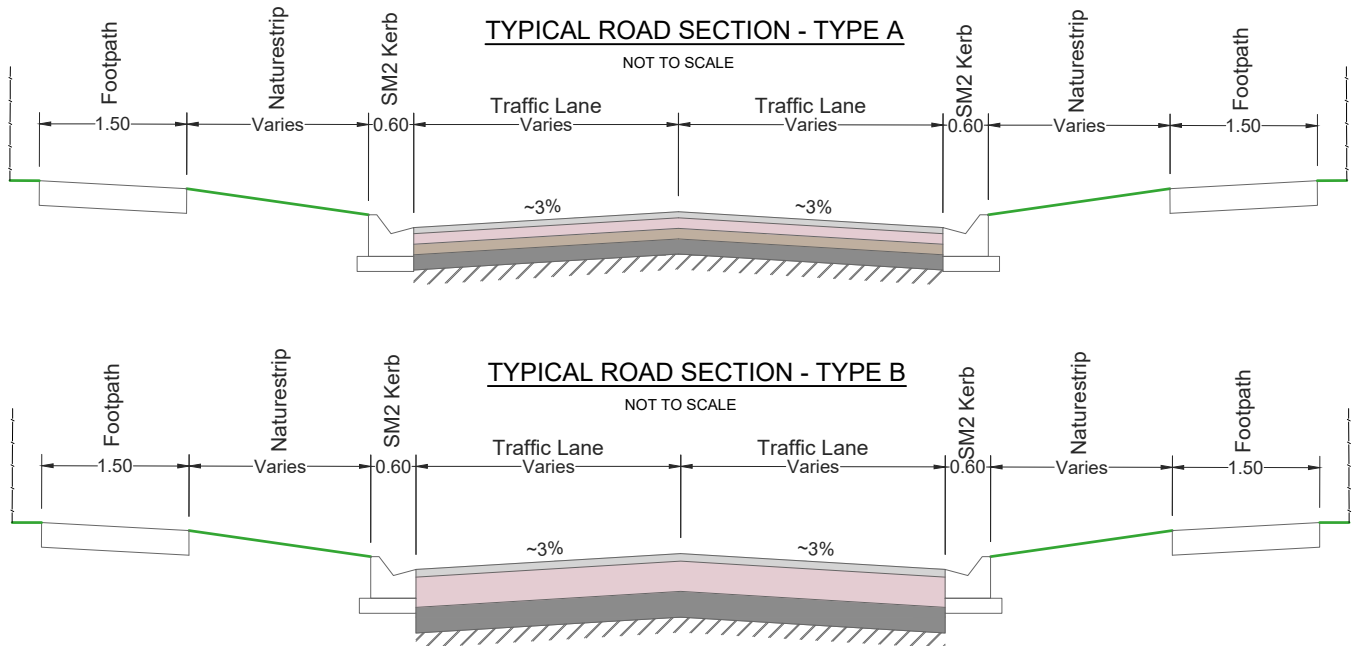 TYPICAL ROAD SECTION - TYPE A
NOT TO SCALE
Footpath
Naturestrip
SM2 Kerb
Traffic Lane
Traffic Lane
SM2 Kerb
Naturestrip
Footpath
1.50
Varies
0.60
Varies
Varies
0.60
Varies
1.50
~3%
~3%
TYPICAL ROAD SECTION - TYPE B
NOT TO SCALE
Footpath
Naturestrip
SM2 Kerb
Traffic Lane
Traffic Lane
SM2 Kerb
Naturestrip
Footpath
1.50
Varies
0.60
Varies
Varies
0.60
Varies
1.50
~3%
~3%